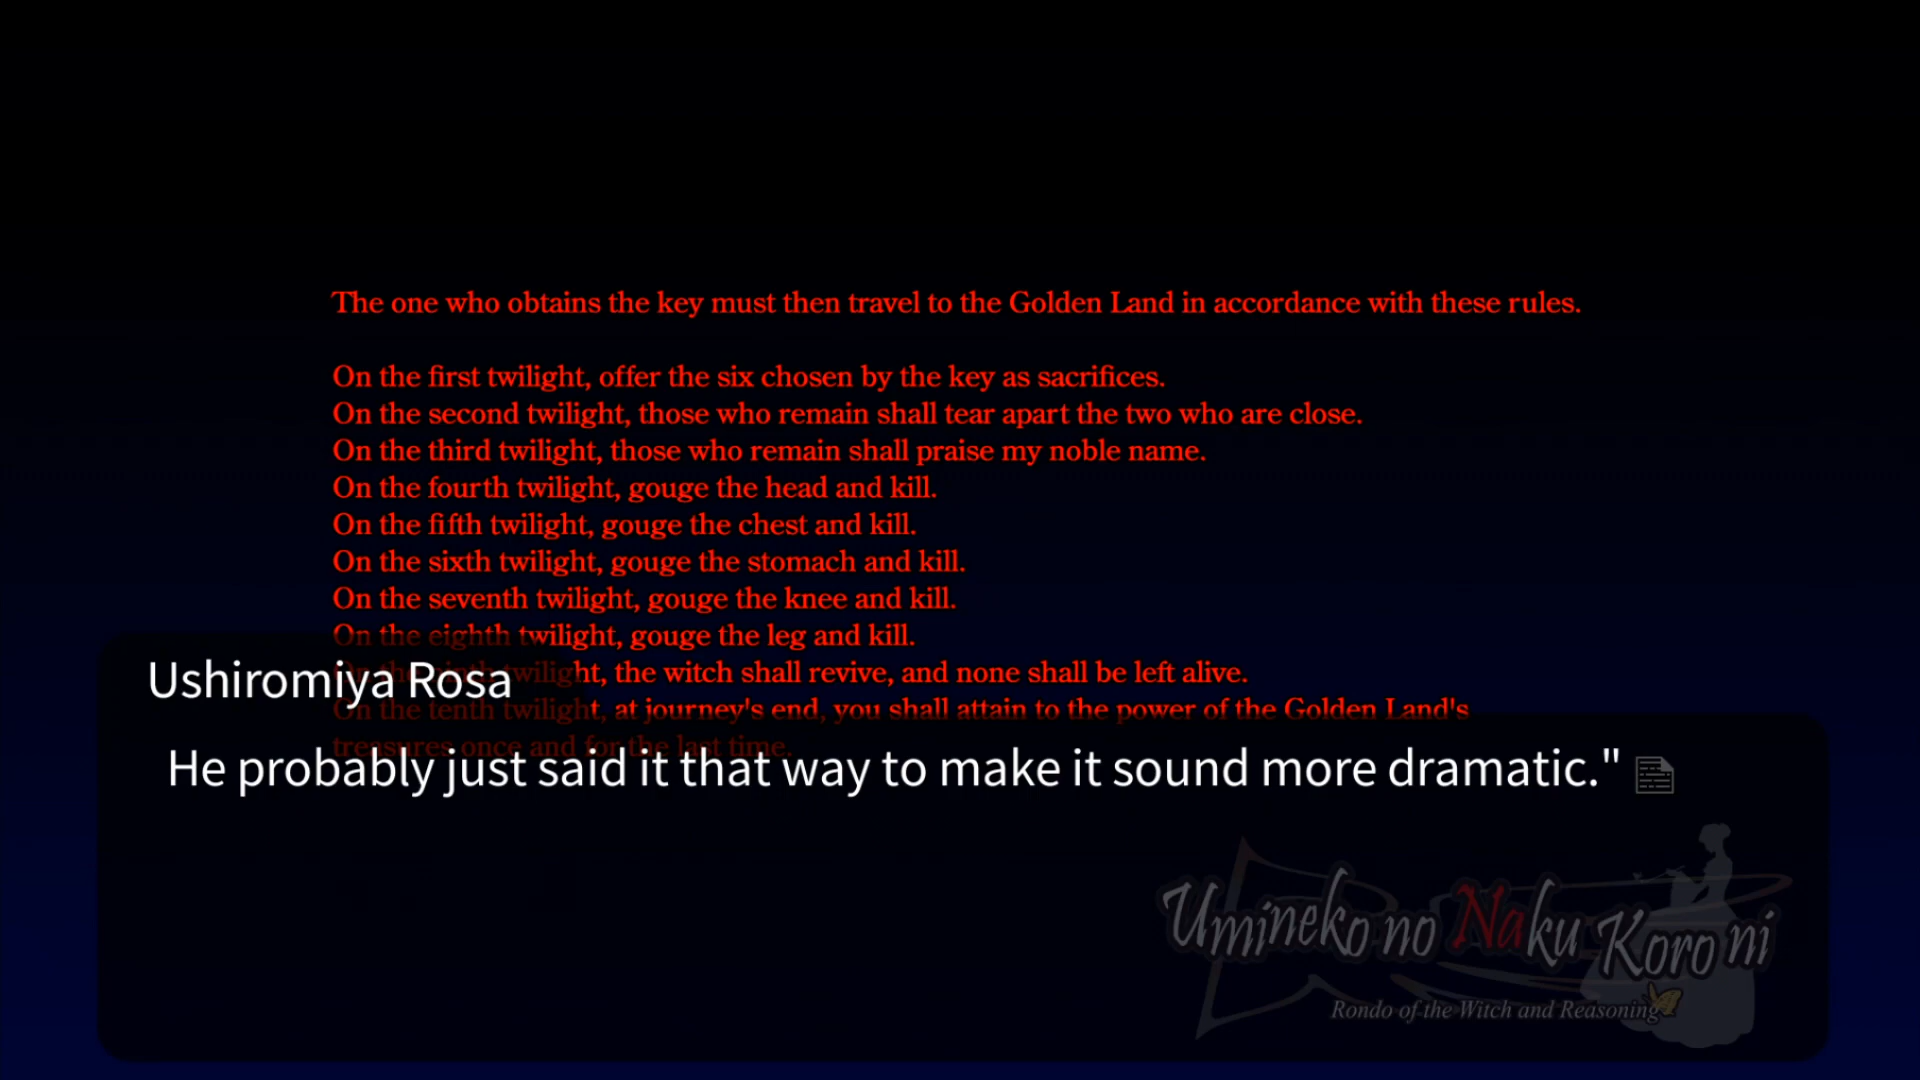 The one who obtains the key must then travel to the Golden Land in accordance with these rules.
On the first twilight, offer the six chosen by the key as sacrifices.
On the second twilight, those who remain shall tear apart the two who are close.
On the third twilight, those who remain shall praise my noble name.
On the fourth twilight, gouge the head and kill.
On the fifth twilight, gouge the chest and kill.
On the sixth twilight, gouge the stomach and kill.
On the seventh twilight, gouge the knee and kill.
On the eighth twilight, gouge the leg and kill.
On the ninth twilight, the witch shall revive, and none shall be left alive.
On the tenth twilight, at journey's end, you shall attain to the power of the Golden Land's
treasures once and for the last time.
Ushiromiya Rosa
He probably just said it that way to make it sound more dramatic."
Umineko no Naku Koro ni
Rondo of the Witch and Reasoning